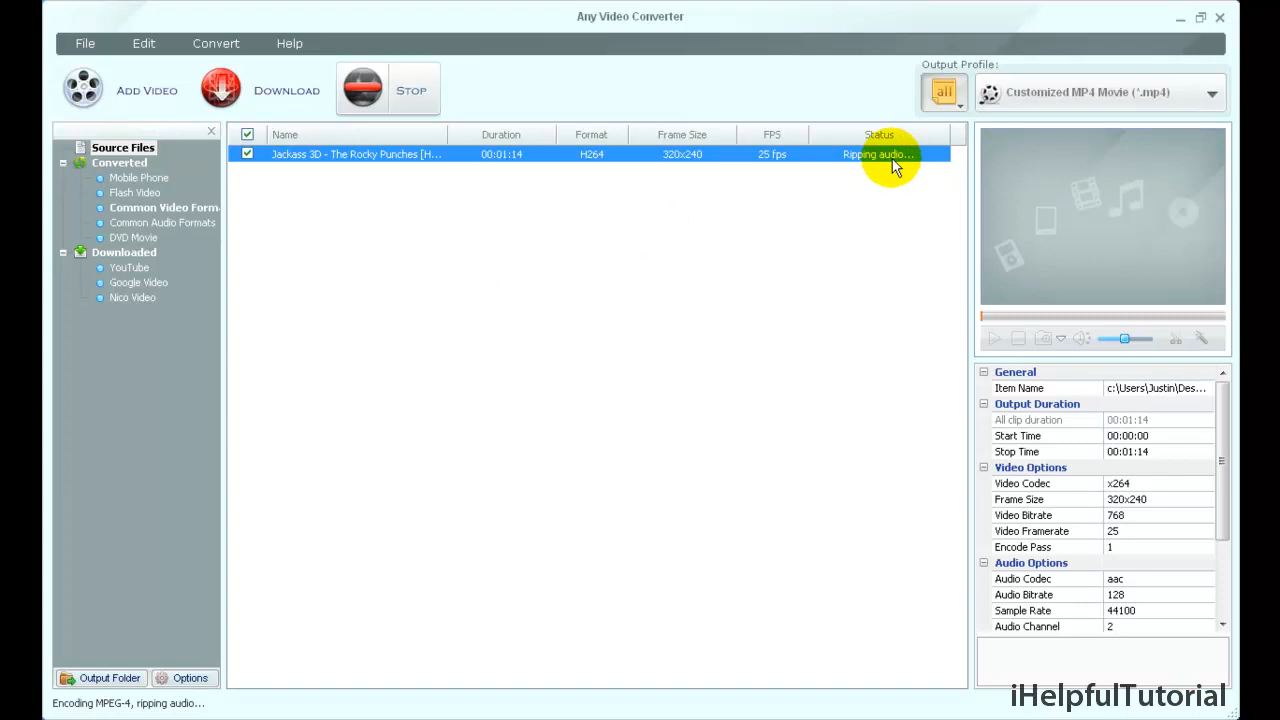 Any Video Converter
File Edit Convert Help
ADD VIDEO DOWNLOAD STOP
Output Profile:
all Customized MP4 Movie (*.mp4)
Source Files
Converted
Mobile Phone
Flash Video
Common Video Form
Common Audio Formats
DVD Movie
Downloaded
YouTube
Google Video
Nico Video
Output Folder Options
Name Duration Format Frame Size FPS Status
Jackass 3D - The Rocky Punches [H... 00:01:14 H264 320x240 25 fps Ripping audio...
General
Item Name c:\Users\Justin\Des...
Output Duration
All clip duration 00:01:14
Start Time 00:00:00
Stop Time 00:01:14
Video Options
Video Codec x264
Frame Size 320x240
Video Bitrate 768
Video Framerate 25
Encode Pass 1
Audio Options
Audio Codec aac
Audio Bitrate 128
Sample Rate 44100
Audio Channel 2
Encoding MPEG-4, ripping audio...
iHelpfulTutorial